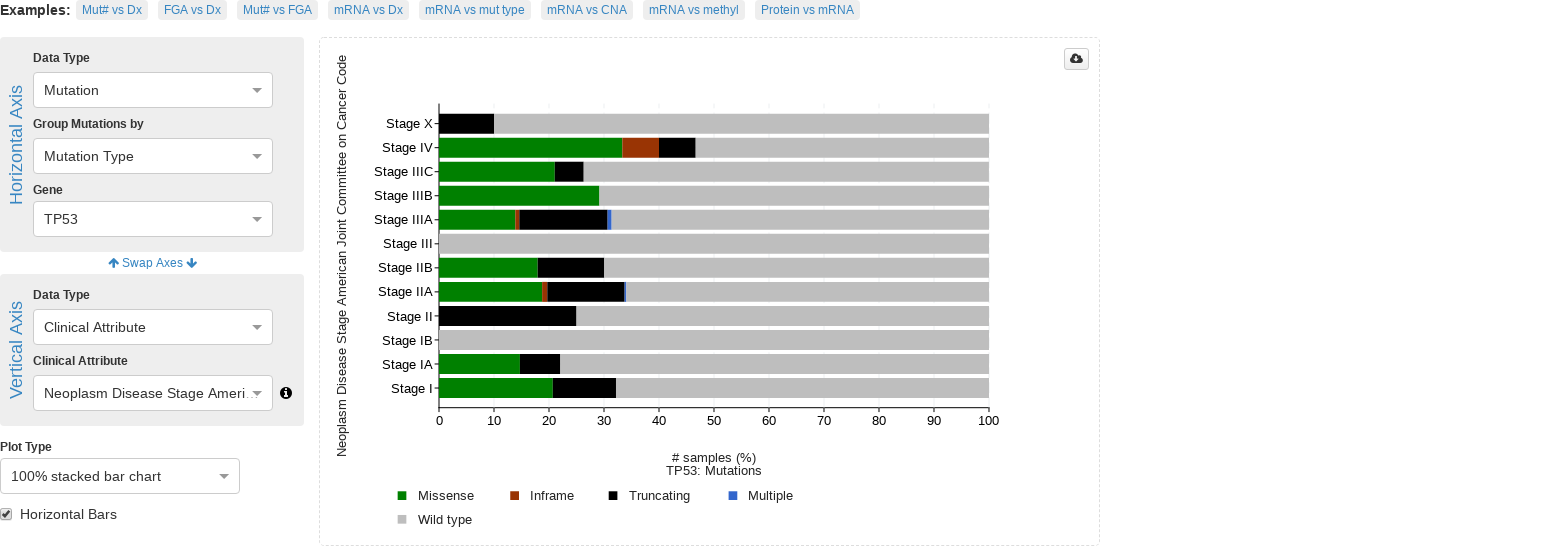 Examples: Mut# vs Dx FGA vs Dx Mut# vs FGA mRNA vs Dx mRNA vs mut type mRNA vs CNA mRNA vs methyl Protein vs mRNA
Horizontal Axis
Data Type
Mutation
Group Mutations by
Mutation Type
Gene
TP53
Swap Axes
Vertical Axis
Data Type
Clinical Attribute
Clinical Attribute
Neoplasm Disease Stage Ameri...
Plot Type
100% stacked bar chart
Horizontal Bars
Neoplasm Disease Stage American Joint Committee on Cancer Code
Stage X
Stage IV
Stage IIIC
Stage IIIB
Stage IIIA
Stage III
Stage IIB
Stage IIA
Stage II
Stage IB
Stage IA
Stage I
0 10 20 30 40 50 60 70 80 90 100
# samples (%)
TP53: Mutations
Missense Inframe Truncating Multiple
Wild type